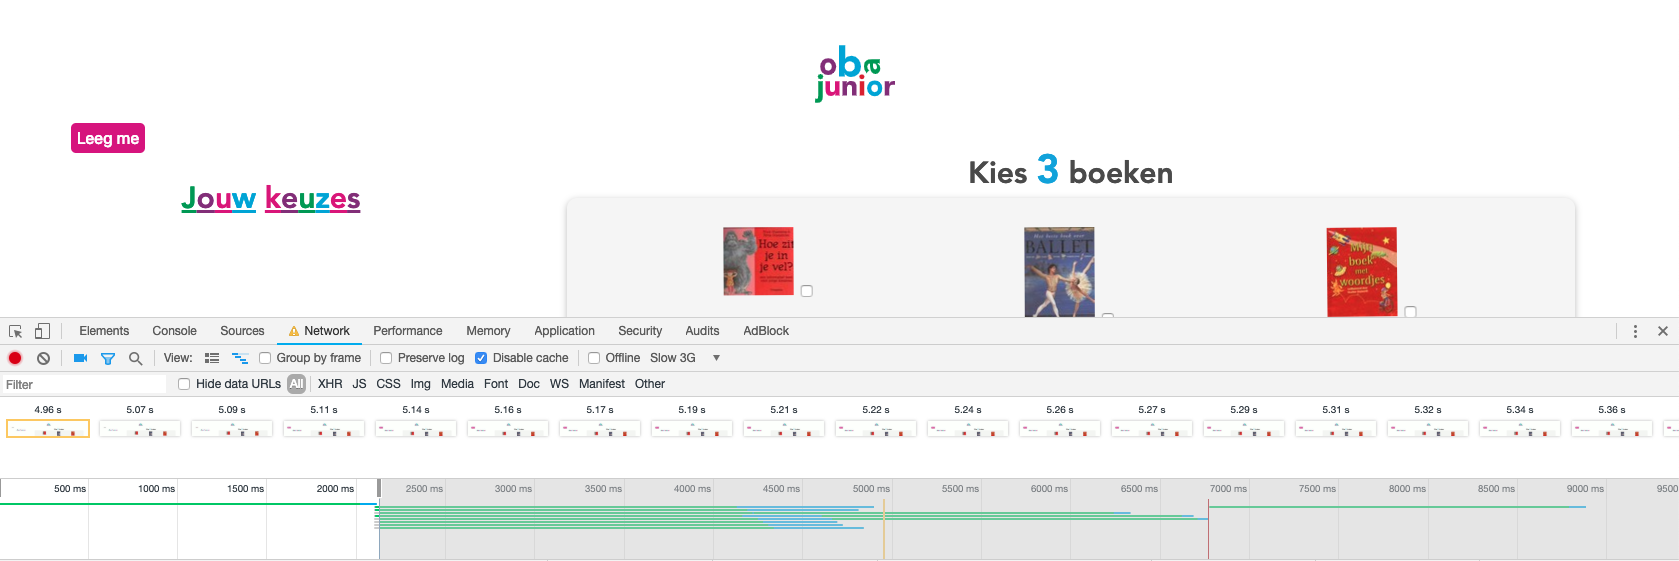 oba
junior
Leeg me
Kies 3 boeken
Jouw keuzes
Hoe zit
je in
je vel?
BALLET
Mijn
boek
met
woordjes
Elements Console Sources Network Performance Memory Application Security Audits AdBlock
View: Group by frame Preserve log Disable cache Offline Slow 3G
Filter Hide data URLs All XHR JS CSS Img Media Font Doc WS Manifest Other
4.96 s 5.07 s 5.09 s 5.11 s 5.14 s 5.16 s 5.17 s 5.19 s 5.21 s 5.22 s 5.24 s 5.26 s 5.27 s 5.29 s 5.31 s 5.32 s 5.34 s 5.36 s
500 ms 1000 ms 1500 ms 2000 ms 2500 ms 3000 ms 3500 ms 4000 ms 4500 ms 5000 ms 5500 ms 6000 ms 6500 ms 7000 ms 7500 ms 8000 ms 8500 ms 9000 ms 9500